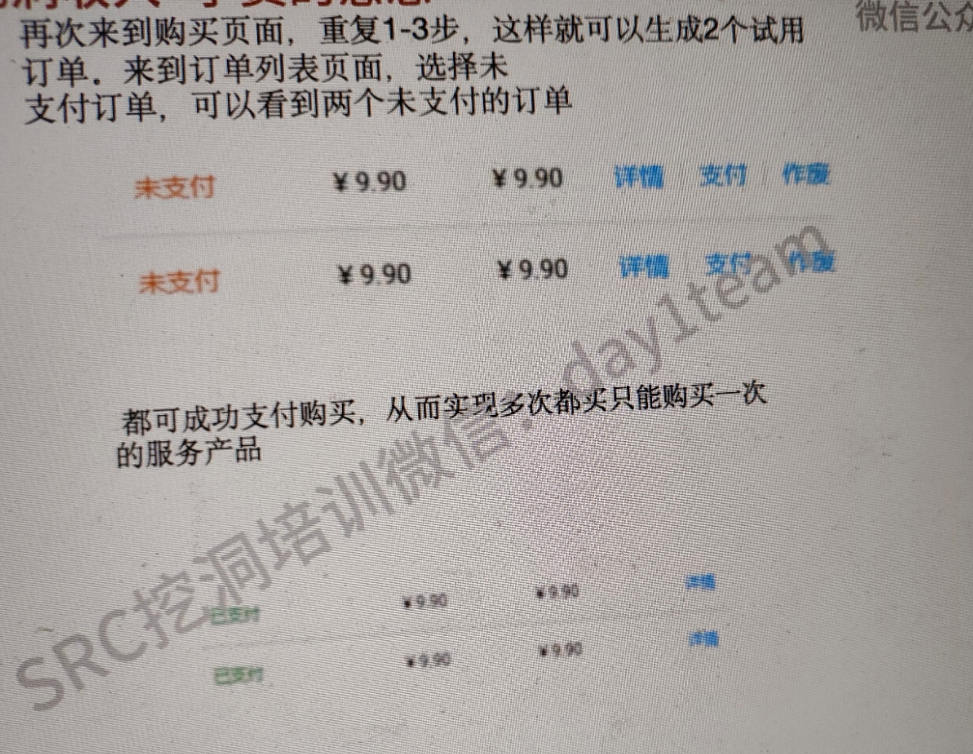 微信公众
再次来到购买页面，重复1-3步，这样就可以生成2个试用
订单．来到订单列表页面，选择未
支付订单，可以看到两个未支付的订单
未支付 ¥9.90 ¥9.90 详情 支付 作废
未支付 ¥9.90 ¥9.90 详情 支付 作废
都可成功支付购买，从而实现多次都买只能购买一次
的服务产品
SRC挖洞培训微信：day1team
已支付 ¥9.90 ¥9.90 详情
已支付 ¥9.90 ¥9.90 详情